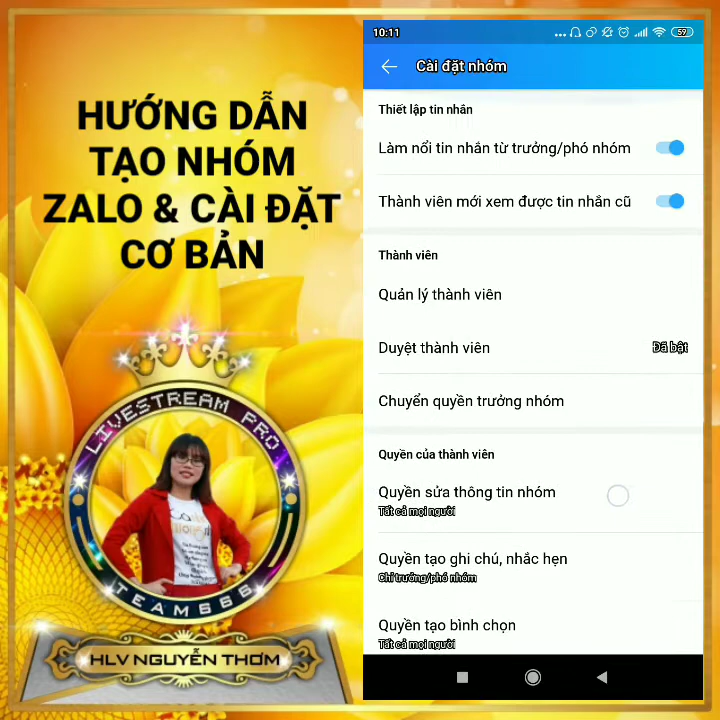 HƯỚNG DẪN
TẠO NHÓM
ZALO & CÀI ĐẶT
CƠ BẢN
LIVESTREAM PRO
TEAM666
HLV NGUYỄN THƠM
10:11
59
Cài đặt nhóm
Thiết lập tin nhắn
Làm nổi tin nhắn từ trưởng/phó nhóm
Thành viên mới xem được tin nhắn cũ
Thành viên
Quản lý thành viên
Duyệt thành viên
Đã bật
Chuyển quyền trưởng nhóm
Quyền của thành viên
Quyền sửa thông tin nhóm
Tất cả mọi người
Quyền tạo ghi chú, nhắc hẹn
Chỉ trưởng/phó nhóm
Quyền tạo bình chọn
Tất cả mọi người